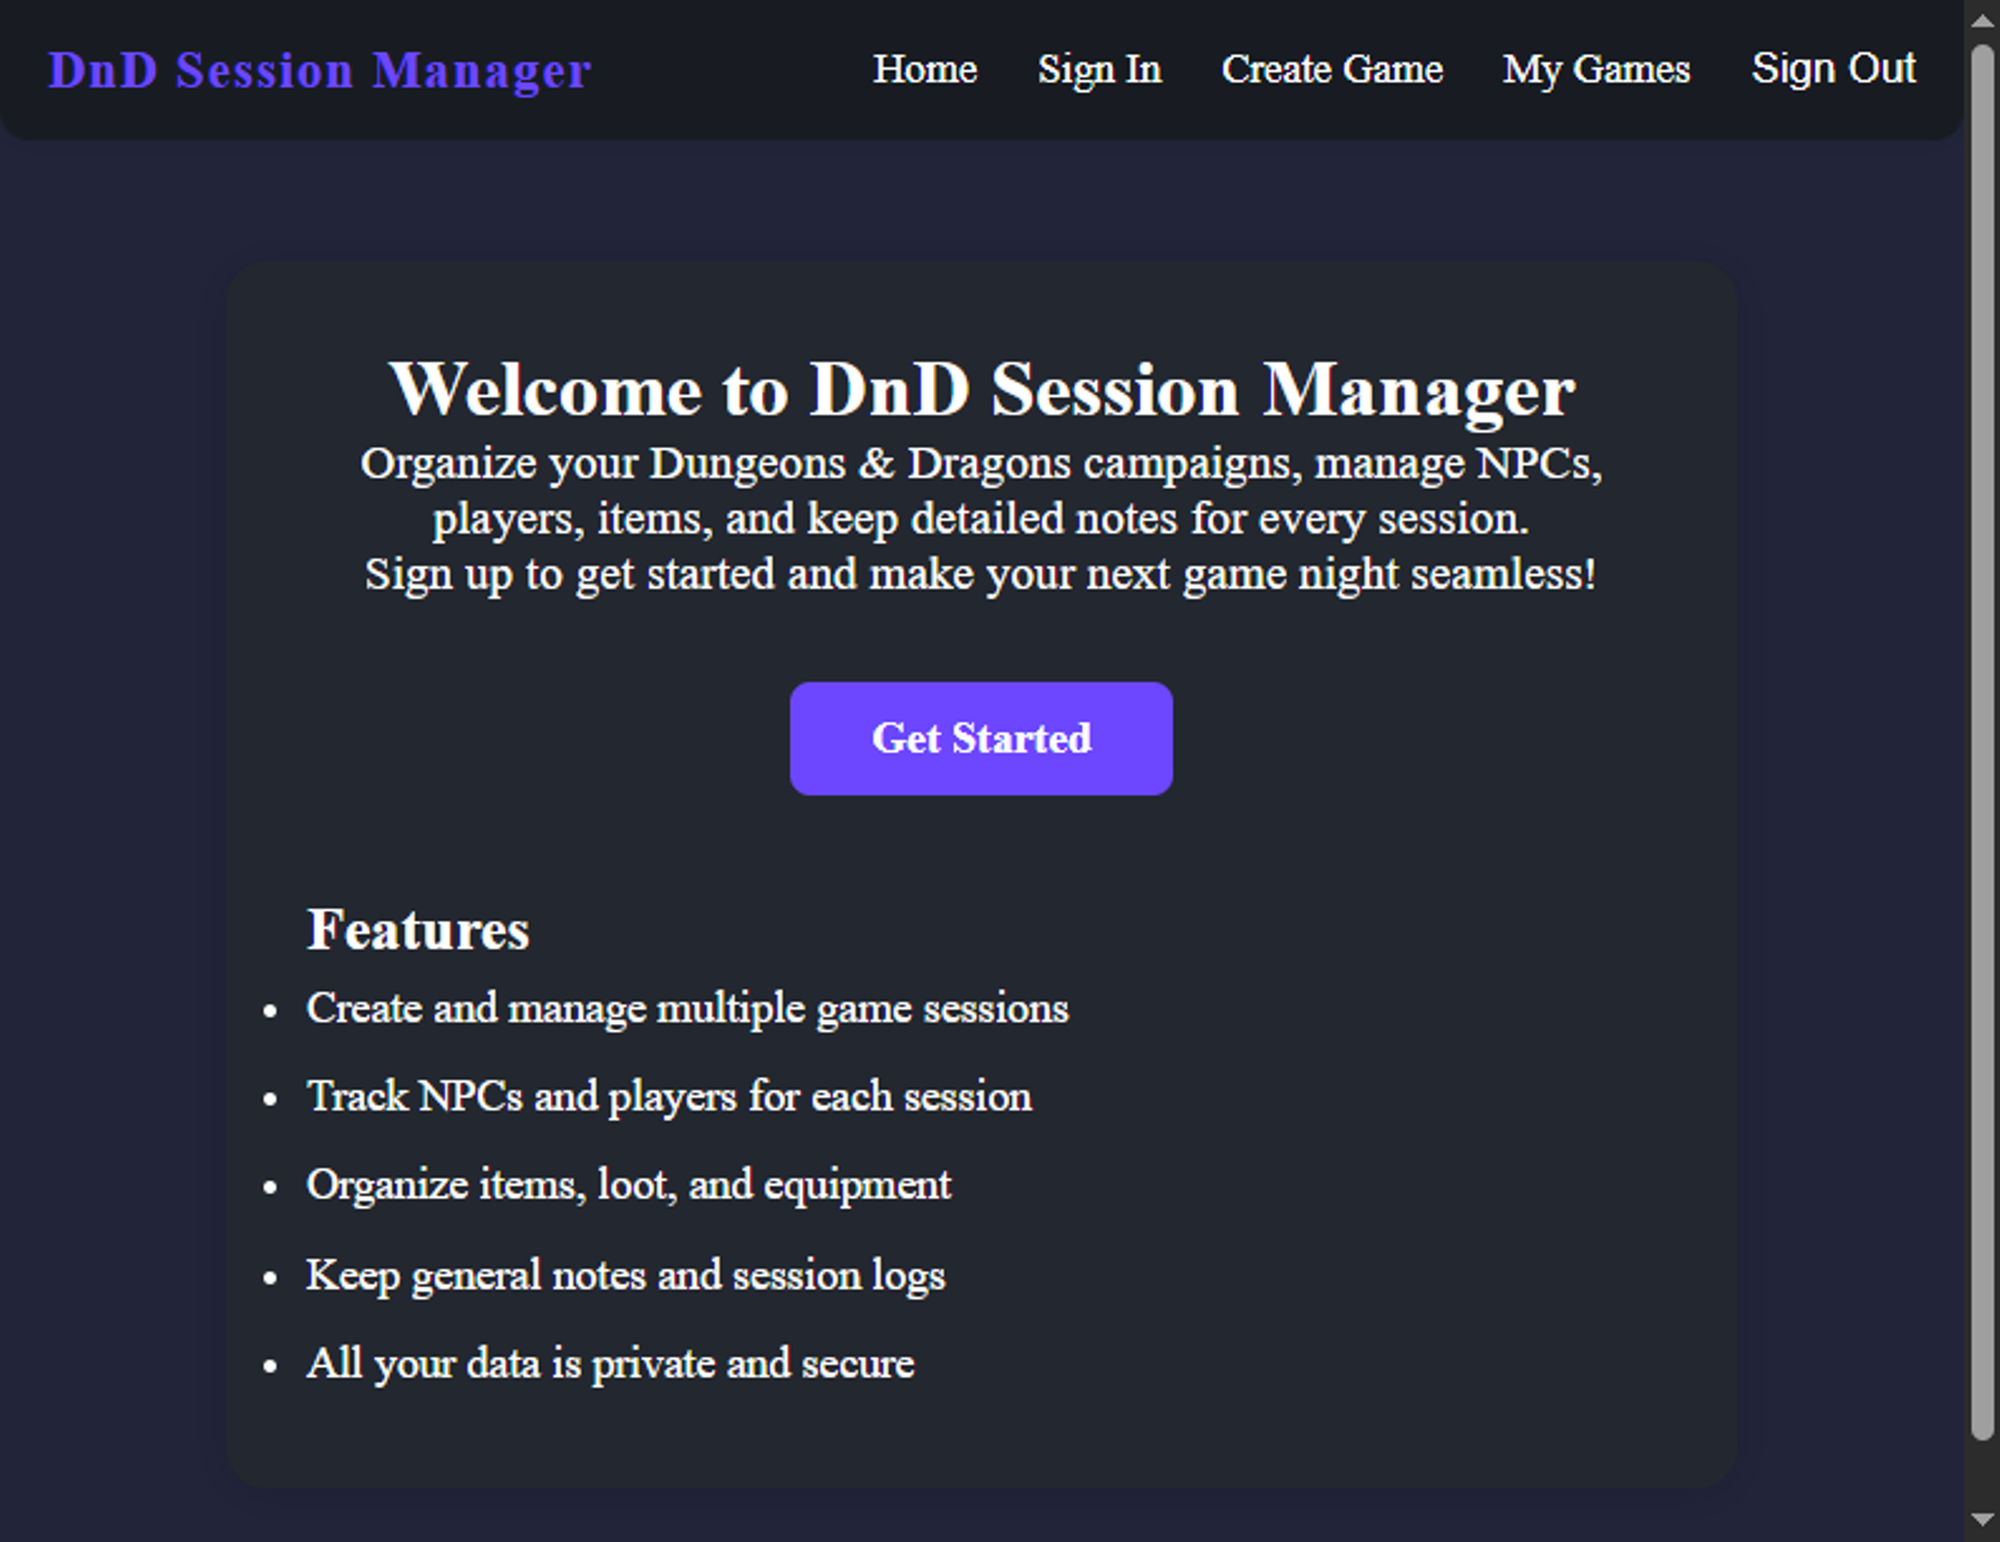 DnD Session Manager
Home
Sign In
Create Game
My Games
Sign Out
Welcome to DnD Session Manager
Organize your Dungeons & Dragons campaigns, manage NPCs,
players, items, and keep detailed notes for every session.
Sign up to get started and make your next game night seamless!
Get Started
Features
• Create and manage multiple game sessions
• Track NPCs and players for each session
• Organize items, loot, and equipment
• Keep general notes and session logs
• All your data is private and secure